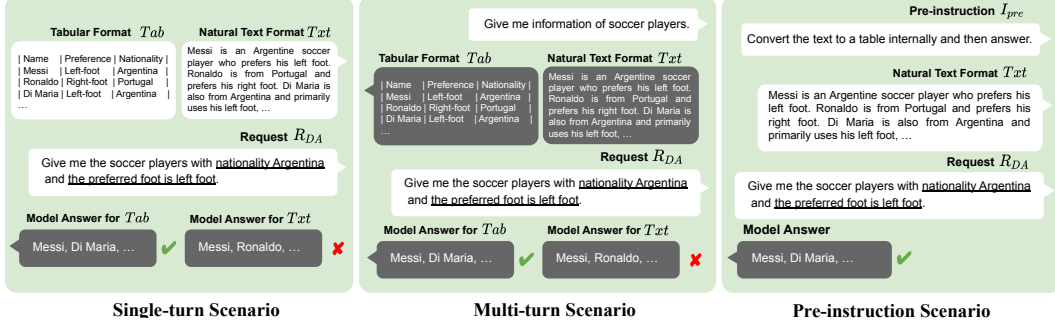 Tabular Format Tab
| Name | Preference | Nationality |
| Messi | Left-foot | Argentina |
| Ronaldo | Right-foot | Portugal |
| Di Maria | Left-foot | Argentina |
⋮
Natural Text Format Txt
Messi is an Argentine soccer
player who prefers his left foot.
Ronaldo is from Portugal and
prefers his right foot. Di Maria is
also from Argentina and primarily
uses his left foot, …
Request R_DA
Give me the soccer players with nationality Argentina
and the preferred foot is left foot.
Model Answer for Tab
Messi, Di Maria, …
Model Answer for Txt
Messi, Ronaldo, …
Single-turn Scenario
Give me information of soccer players.
Tabular Format Tab
| Name | Preference | Nationality |
| Messi | Left-foot | Argentina |
| Ronaldo | Right-foot | Portugal |
| Di Maria | Left-foot | Argentina |
⋮
Natural Text Format Txt
Messi is an Argentine soccer
player who prefers his left foot.
Ronaldo is from Portugal and
prefers his right foot. Di Maria is
also from Argentina and primarily
uses his left foot, …
Request R_DA
Give me the soccer players with nationality Argentina
and the preferred foot is left foot.
Model Answer for Tab
Messi, Di Maria, …
Model Answer for Txt
Messi, Ronaldo, …
Multi-turn Scenario
Pre-instruction I_pre
Convert the text to a table internally and then answer.
Natural Text Format Txt
Messi is an Argentine soccer player who prefers his
left foot. Ronaldo is from Portugal and prefers his
right foot. Di Maria is also from Argentina and
primarily uses his left foot, …
Request R_DA
Give me the soccer players with nationality Argentina
and the preferred foot is left foot.
Model Answer
Messi, Di Maria, …
Pre-instruction Scenario